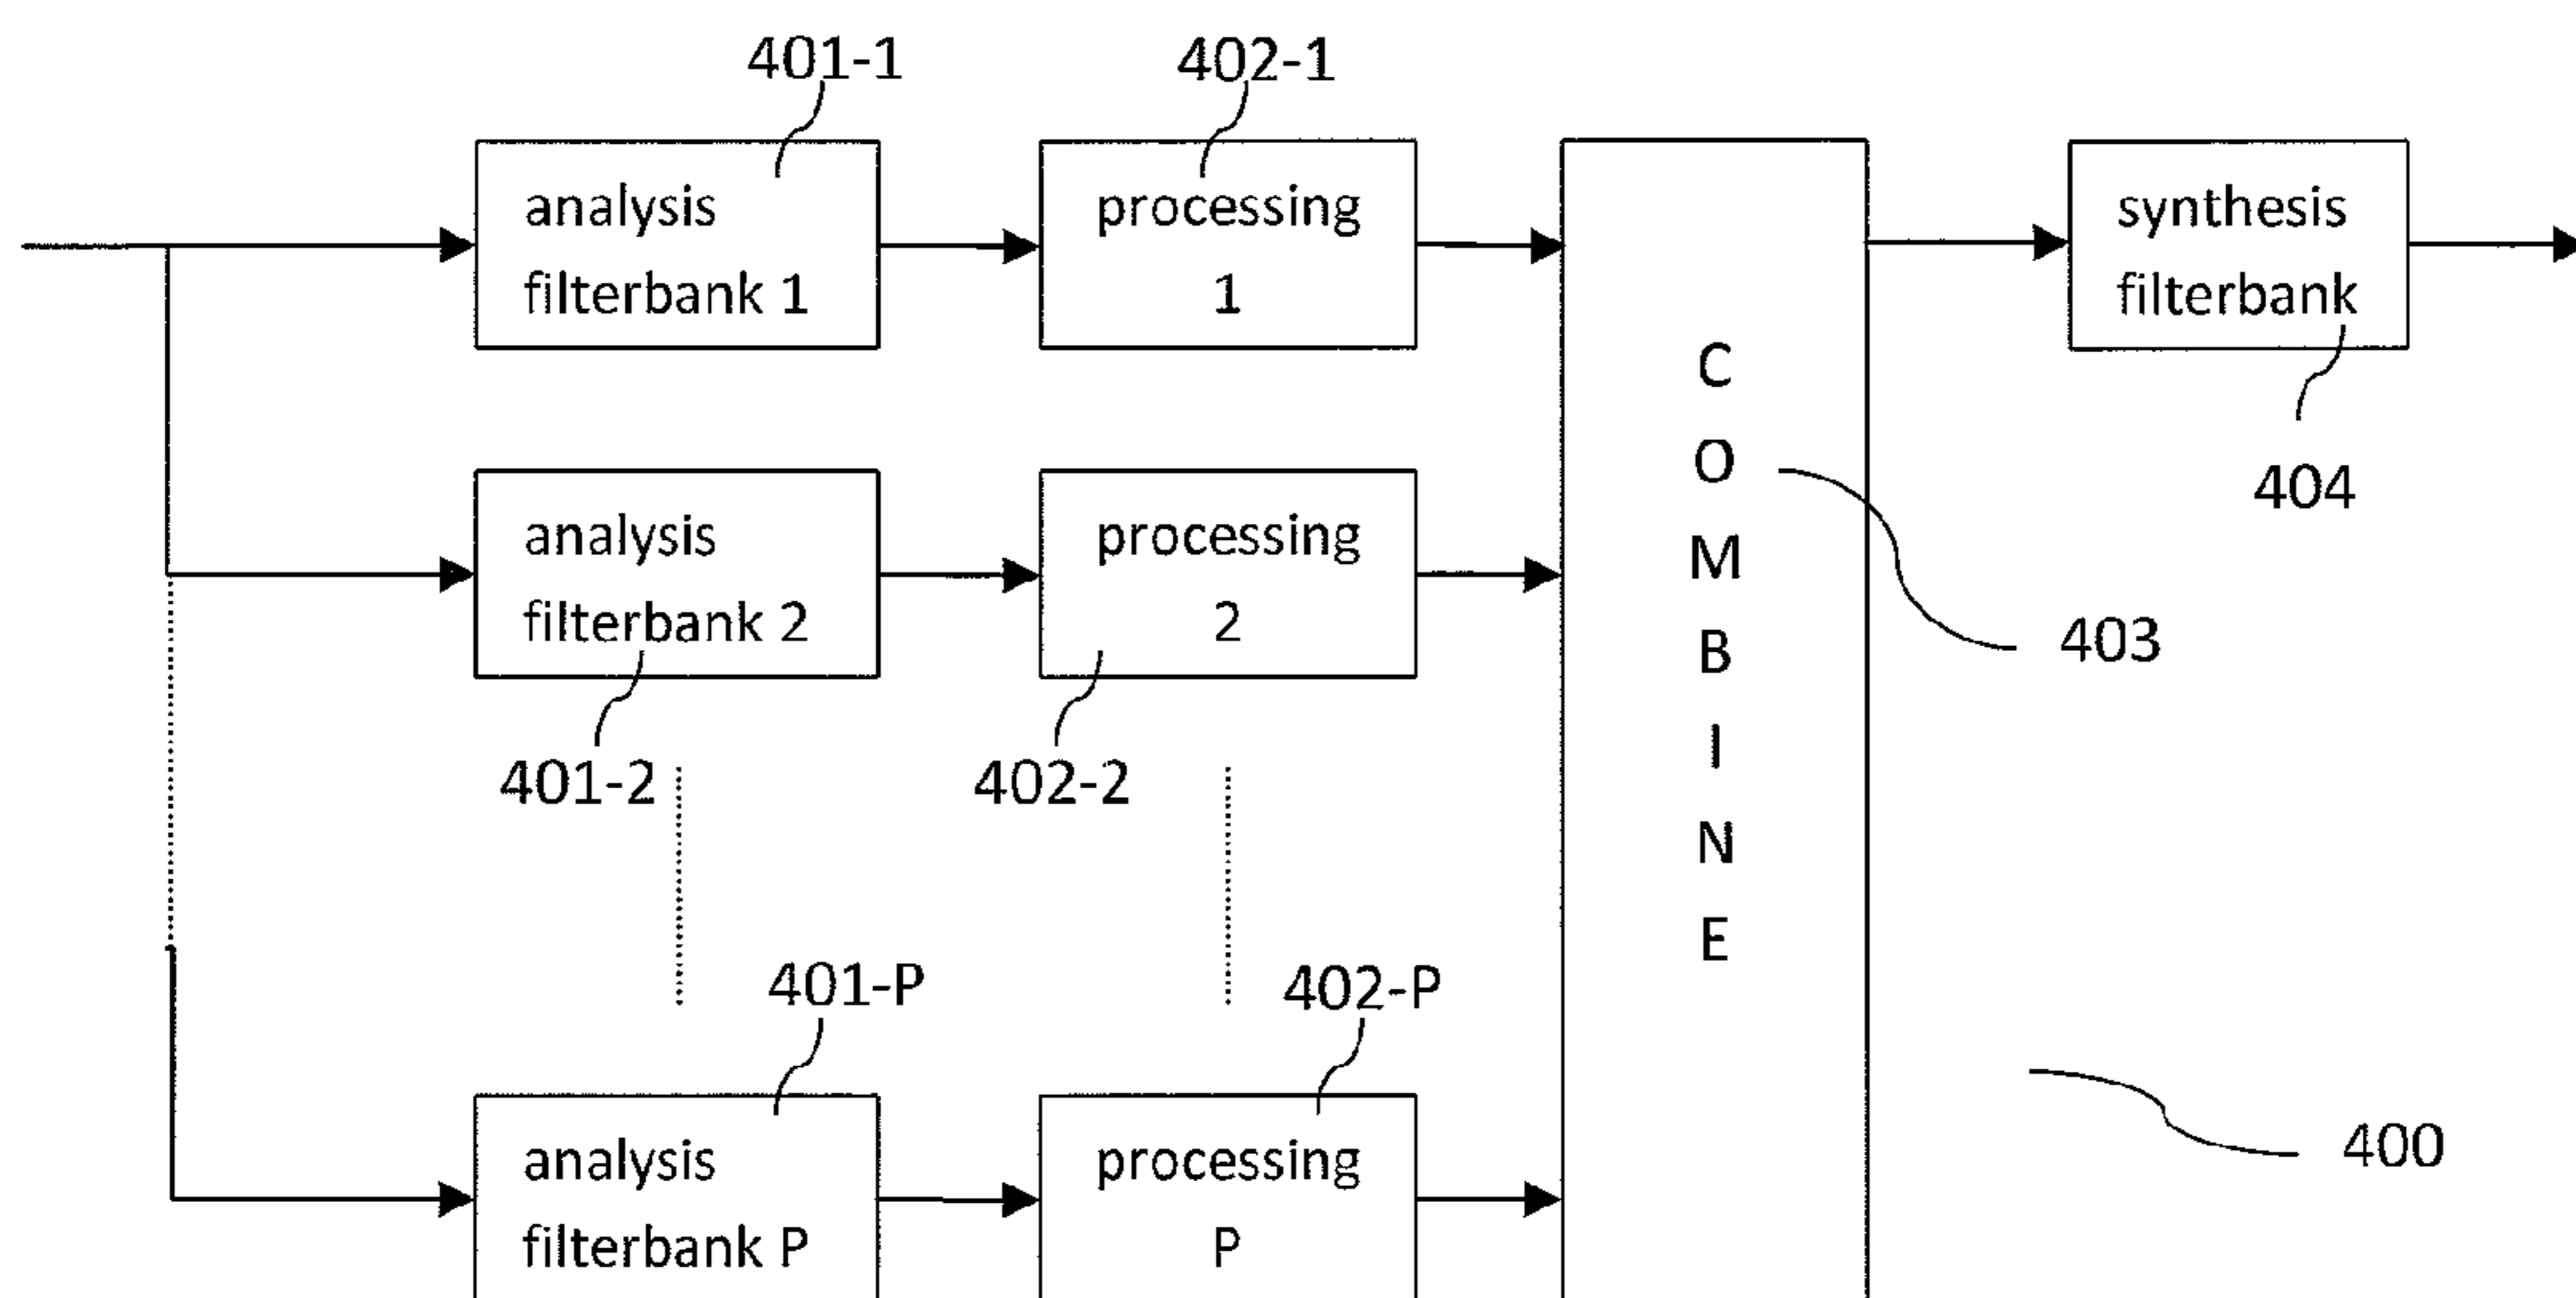 401-1
402-1
analysis
filterbank 1
processing
1
synthesis
filterbank
404
analysis
filterbank 2
processing
2
401-2
402-2
C
O
M
B
I
N
E
403
401-P
402-P
analysis
filterbank P
processing
P
400